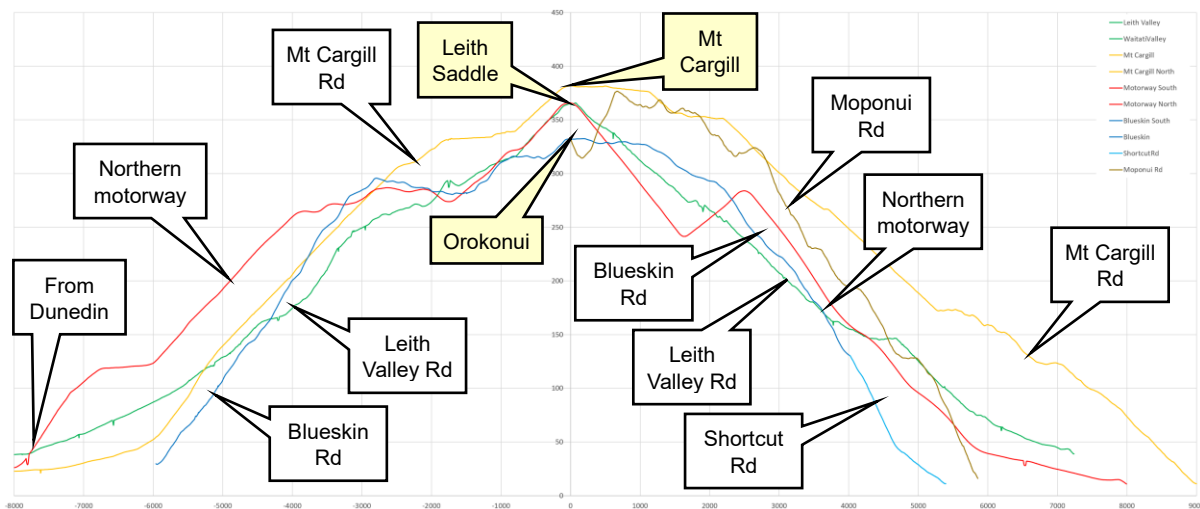 450
400
350
300
250
200
150
100
50
0
-8000
-7000
-6000
-5000
-4000
-3000
-2000
-1000
0
1000
2000
3000
4000
5000
6000
7000
8000
9000
From
Dunedin
Northern
motorway
Mt Cargill
Rd
Leith
Saddle
Mt
Cargill
Orokonui
Blueskin
Rd
Leith
Valley Rd
Moponui
Rd
Northern
motorway
Mt Cargill
Rd
Blueskin
Rd
Leith
Valley Rd
Shortcut
Rd
Leith Valley
WaitatiValley
Mt Cargill
Mt Cargill North
Motorway South
Motorway North
Blueskin South
Blueskin
ShortcutRd
Moponui Rd